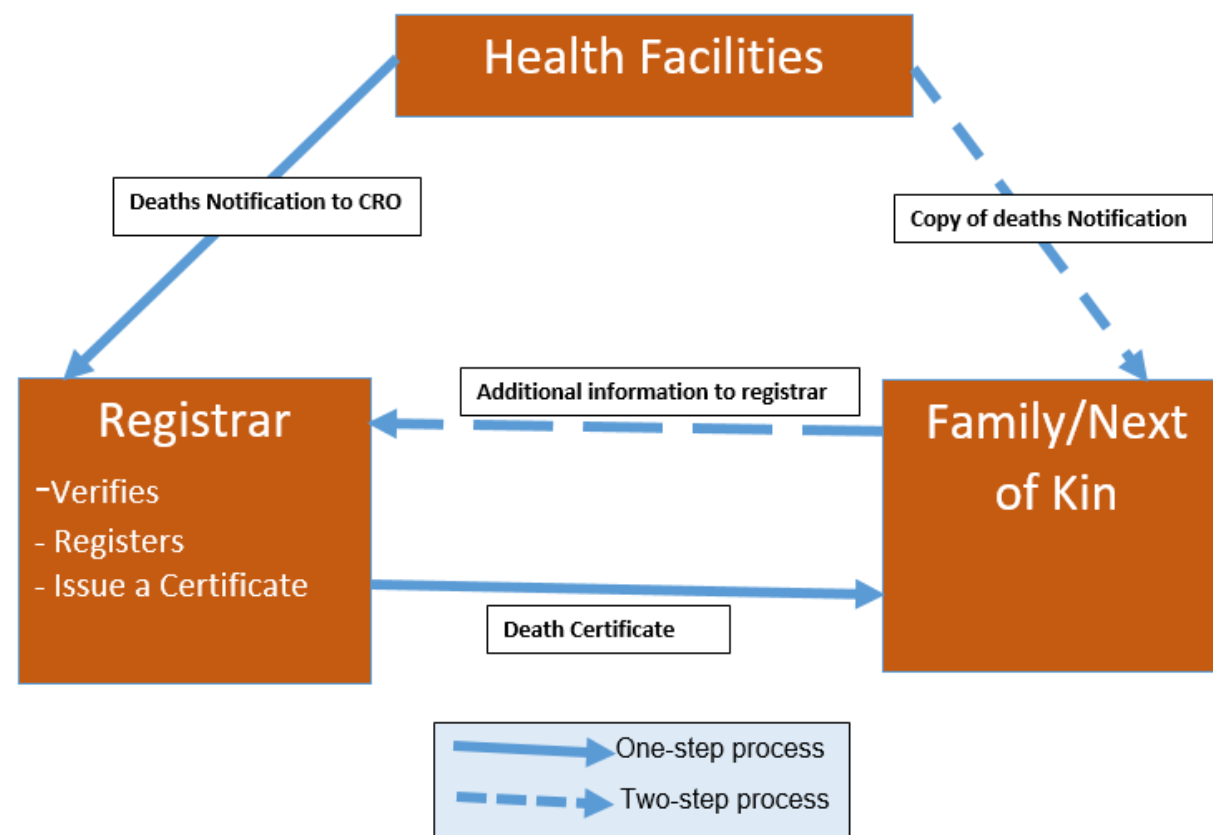 Health Facilities
Deaths Notification to CRO
Copy of deaths Notification
Additional information to registrar
Registrar
-Verifies
- Registers
- Issue a Certificate
Family/Next
of Kin
Death Certificate
One-step process
Two-step process